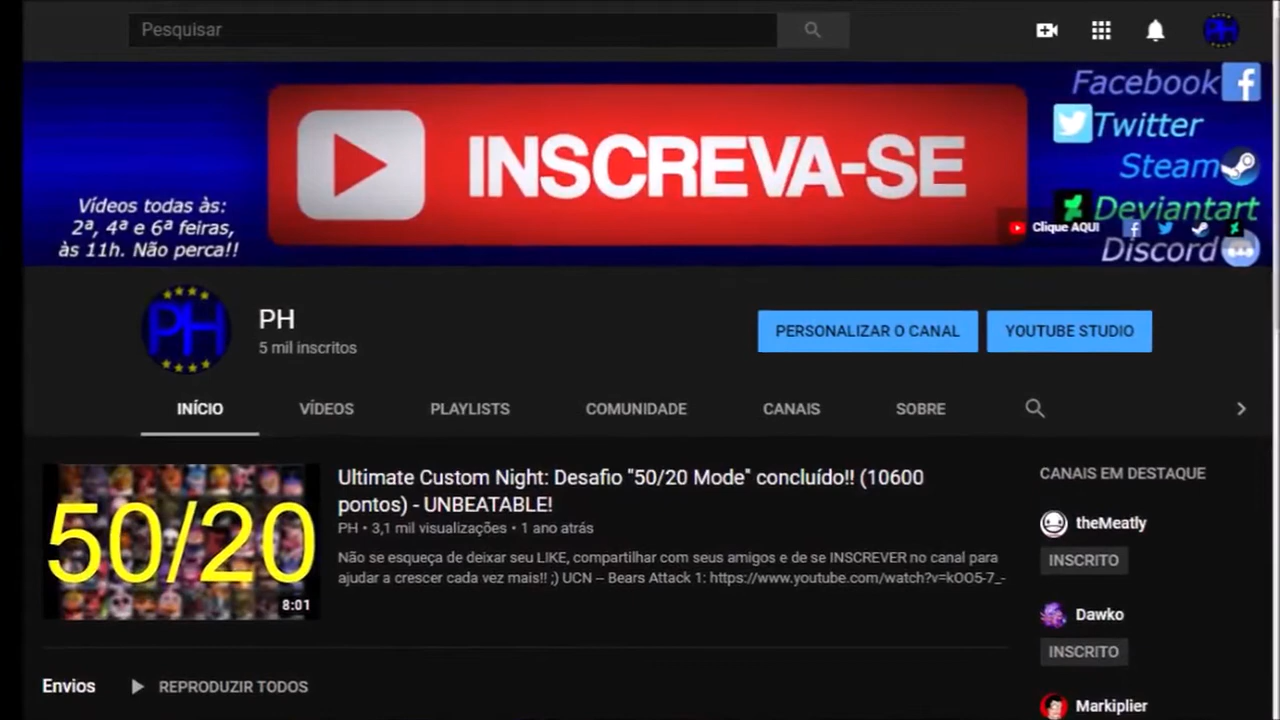 Pesquisar
PH
INSCREVA-SE
Facebook
Twitter
Steam
Deviantart
Clique AQUI
Discord
Vídeos todas às:
2ª, 4ª e 6ª feiras,
às 11h. Não perca!!
PH
PH
5 mil inscritos
PERSONALIZAR O CANAL
YOUTUBE STUDIO
INÍCIO
VÍDEOS
PLAYLISTS
COMUNIDADE
CANAIS
SOBRE
50/20
8:01
Ultimate Custom Night: Desafio "50/20 Mode" concluído!! (10600
pontos) - UNBEATABLE!
PH • 3,1 mil visualizações • 1 ano atrás
Não se esqueça de deixar seu LIKE, compartilhar com seus amigos e de se INSCREVER no canal para
ajudar a crescer cada vez mais!! ;) UCN – Bears Attack 1: https://www.youtube.com/watch?v=kOO5-7_-
CANAIS EM DESTAQUE
theMeatly
INSCRITO
Dawko
INSCRITO
Markiplier
Envios
REPRODUZIR TODOS